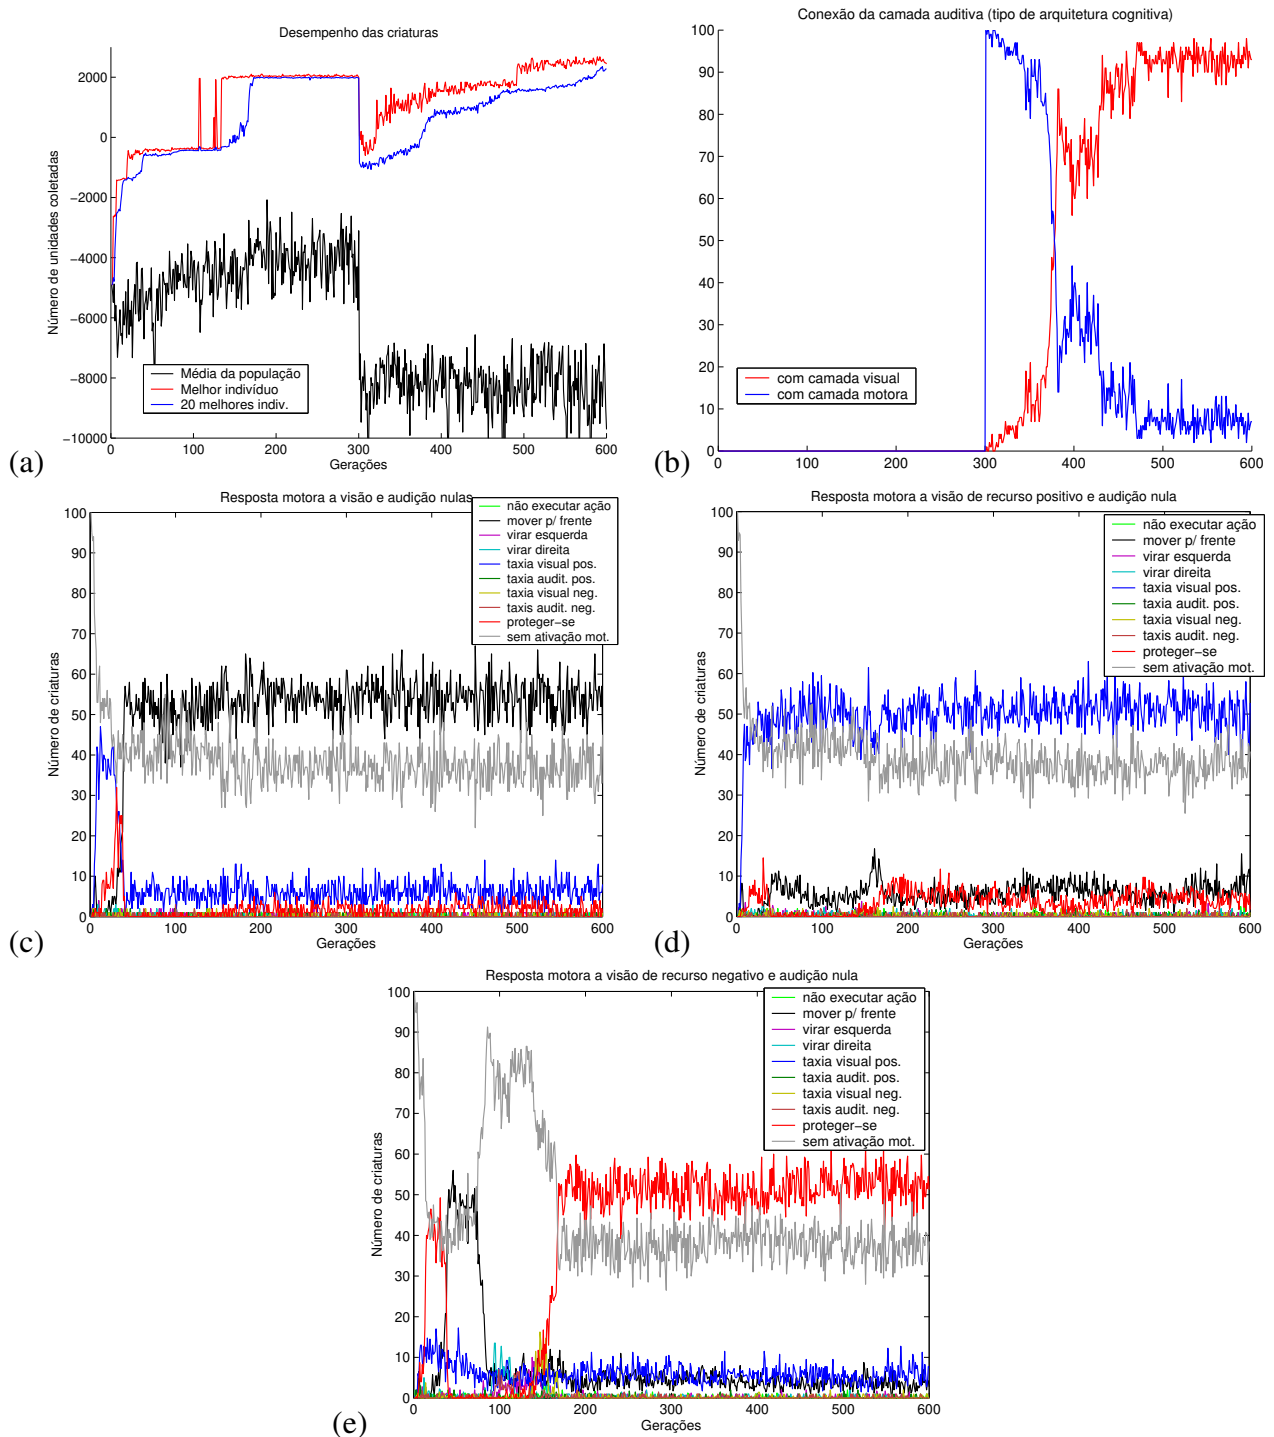 Desempenho das criaturas
2000
0
−2000
−4000
−6000
−8000
−10000
Número de unidades coletadas
Média da população
Melhor indivíduo
20 melhores indiv.
0 100 200 300 400 500 600
Gerações
(a)
Conexão da camada auditiva (tipo de arquitetura cognitiva)
100
90
80
70
60
50
40
30
20
10
0
com camada visual
com camada motora
0 100 200 300 400 500 600
(b)
Resposta motora a visão e audição nulas
100
90
80
70
60
50
40
30
20
10
0
Número de criaturas
não executar ação
mover p/ frente
virar esquerda
virar direita
taxia visual pos.
taxia audit. pos.
taxia visual neg.
taxis audit. neg.
proteger−se
sem ativação mot.
0 100 200 300 400 500 600
Gerações
(c)
Resposta motora a visão de recurso positivo e audição nula
100
90
80
70
60
50
40
30
20
10
0
Número de criaturas
não executar ação
mover p/ frente
virar esquerda
virar direita
taxia visual pos.
taxia audit. pos.
taxia visual neg.
taxis audit. neg.
proteger−se
sem ativação mot.
0 100 200 300 400 500 600
Gerações
(d)
Resposta motora a visão de recurso negativo e audição nula
100
90
80
70
60
50
40
30
20
10
0
Número de criaturas
não executar ação
mover p/ frente
virar esquerda
virar direita
taxia visual pos.
taxia audit. pos.
taxia visual neg.
taxis audit. neg.
proteger−se
sem ativação mot.
0 100 200 300 400 500 600
Gerações
(e)